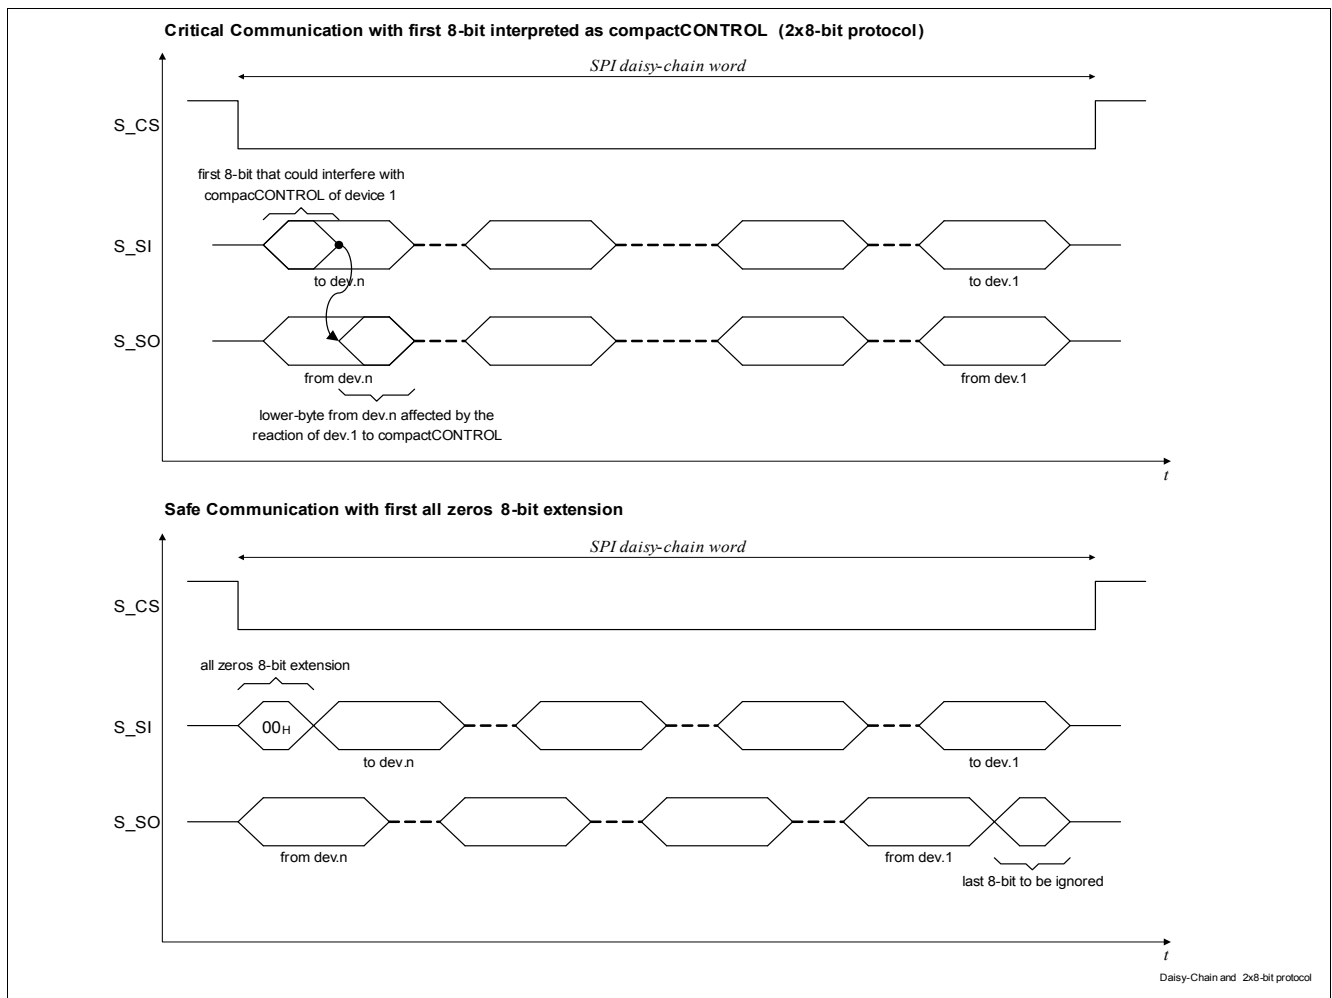 Critical Communication with first 8-bit interpreted as compactCONTROL (2x8-bit protocol)
SPI daisy-chain word
S_CS
first 8-bit that could interfere with
compacCONTROL of device 1
S_SI
to dev.n
to dev.1
S_SO
from dev.n
from dev.1
lower-byte from dev.n affected by the
reaction of dev.1 to compactCONTROL
t
Safe Communication with first all zeros 8-bit extension
SPI daisy-chain word
S_CS
all zeros 8-bit extension
S_SI
00H
to dev.n
to dev.1
S_SO
from dev.n
from dev.1
last 8-bit to be ignored
t
Daisy-Chain and 2x8-bit protocol